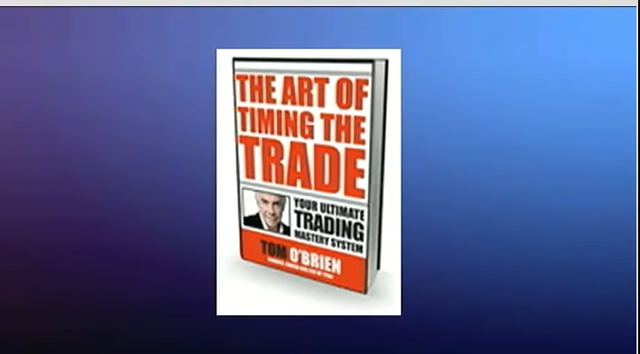 THE ART OF
TIMING THE
TRADE
YOUR ULTIMATE
TRADING
MASTERY SYSTEM
TOM O'BRIEN